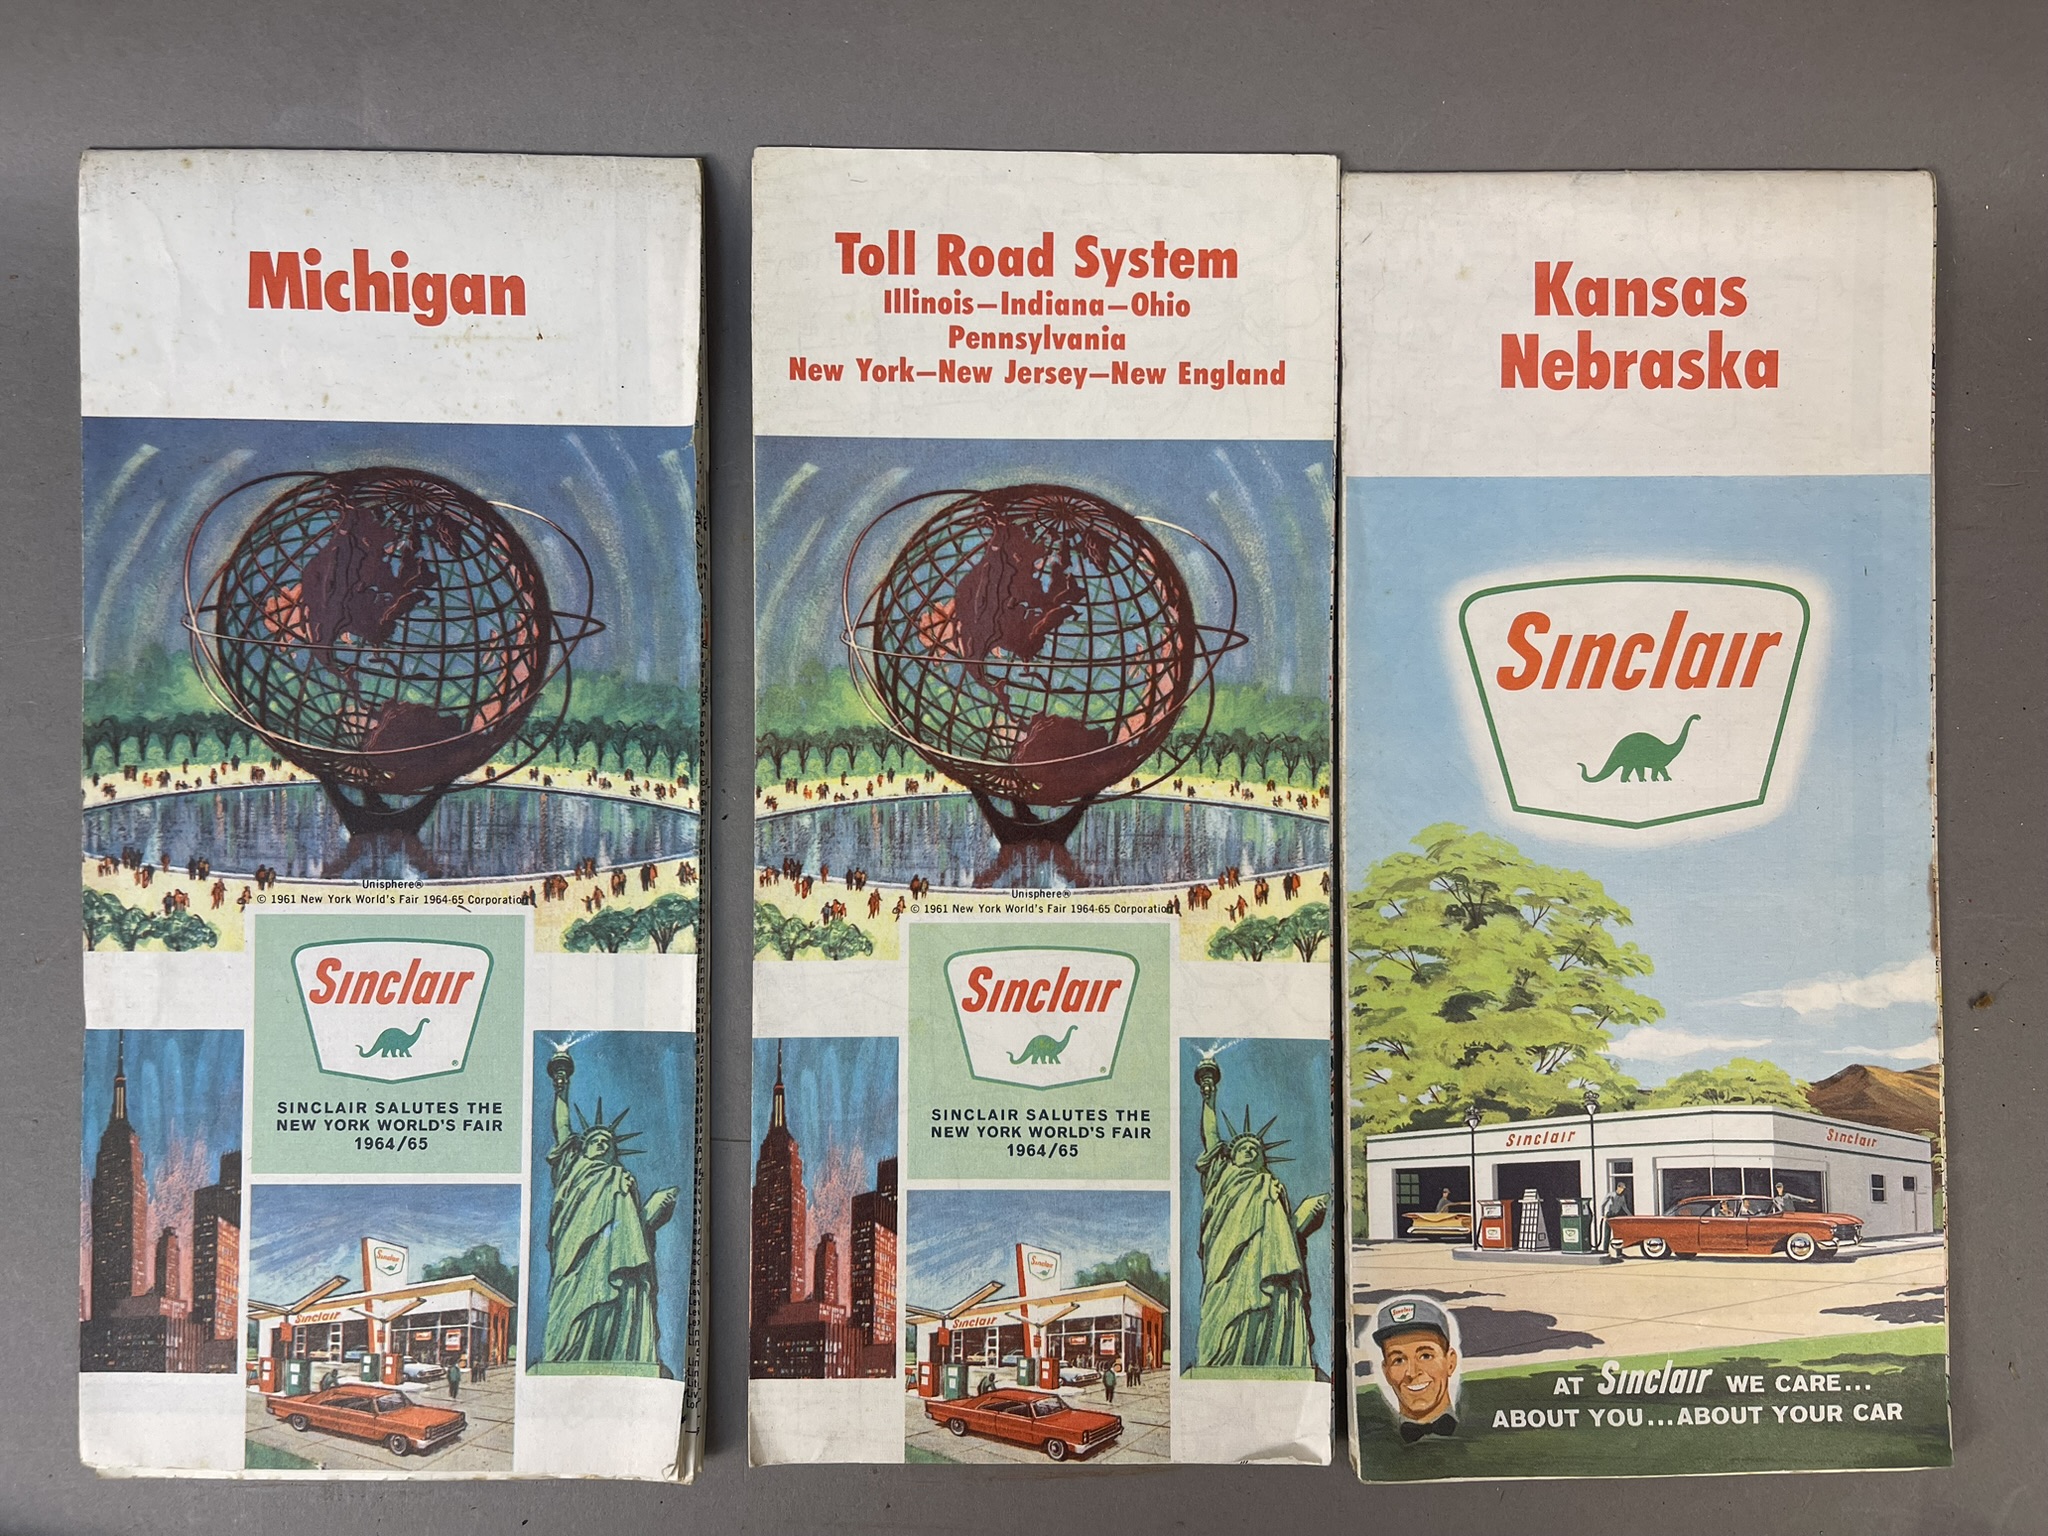 Michigan
Unisphere®
© 1961 New York World's Fair 1964-65 Corporation
Sinclair
®
SINCLAIR SALUTES THE
NEW YORK WORLD'S FAIR
1964/65
Sinclair
Sinclair
Toll Road System
Illinois—Indiana—Ohio
Pennsylvania
New York—New Jersey—New England
Unisphere®
© 1961 New York World's Fair 1964-65 Corporation
Sinclair
®
SINCLAIR SALUTES THE
NEW YORK WORLD'S FAIR
1964/65
Sinclair
Sinclair
Kansas
Nebraska
Sinclair
Sinclair
Sinclair
Sinclair
AT Sinclair WE CARE...
ABOUT YOU...ABOUT YOUR CAR